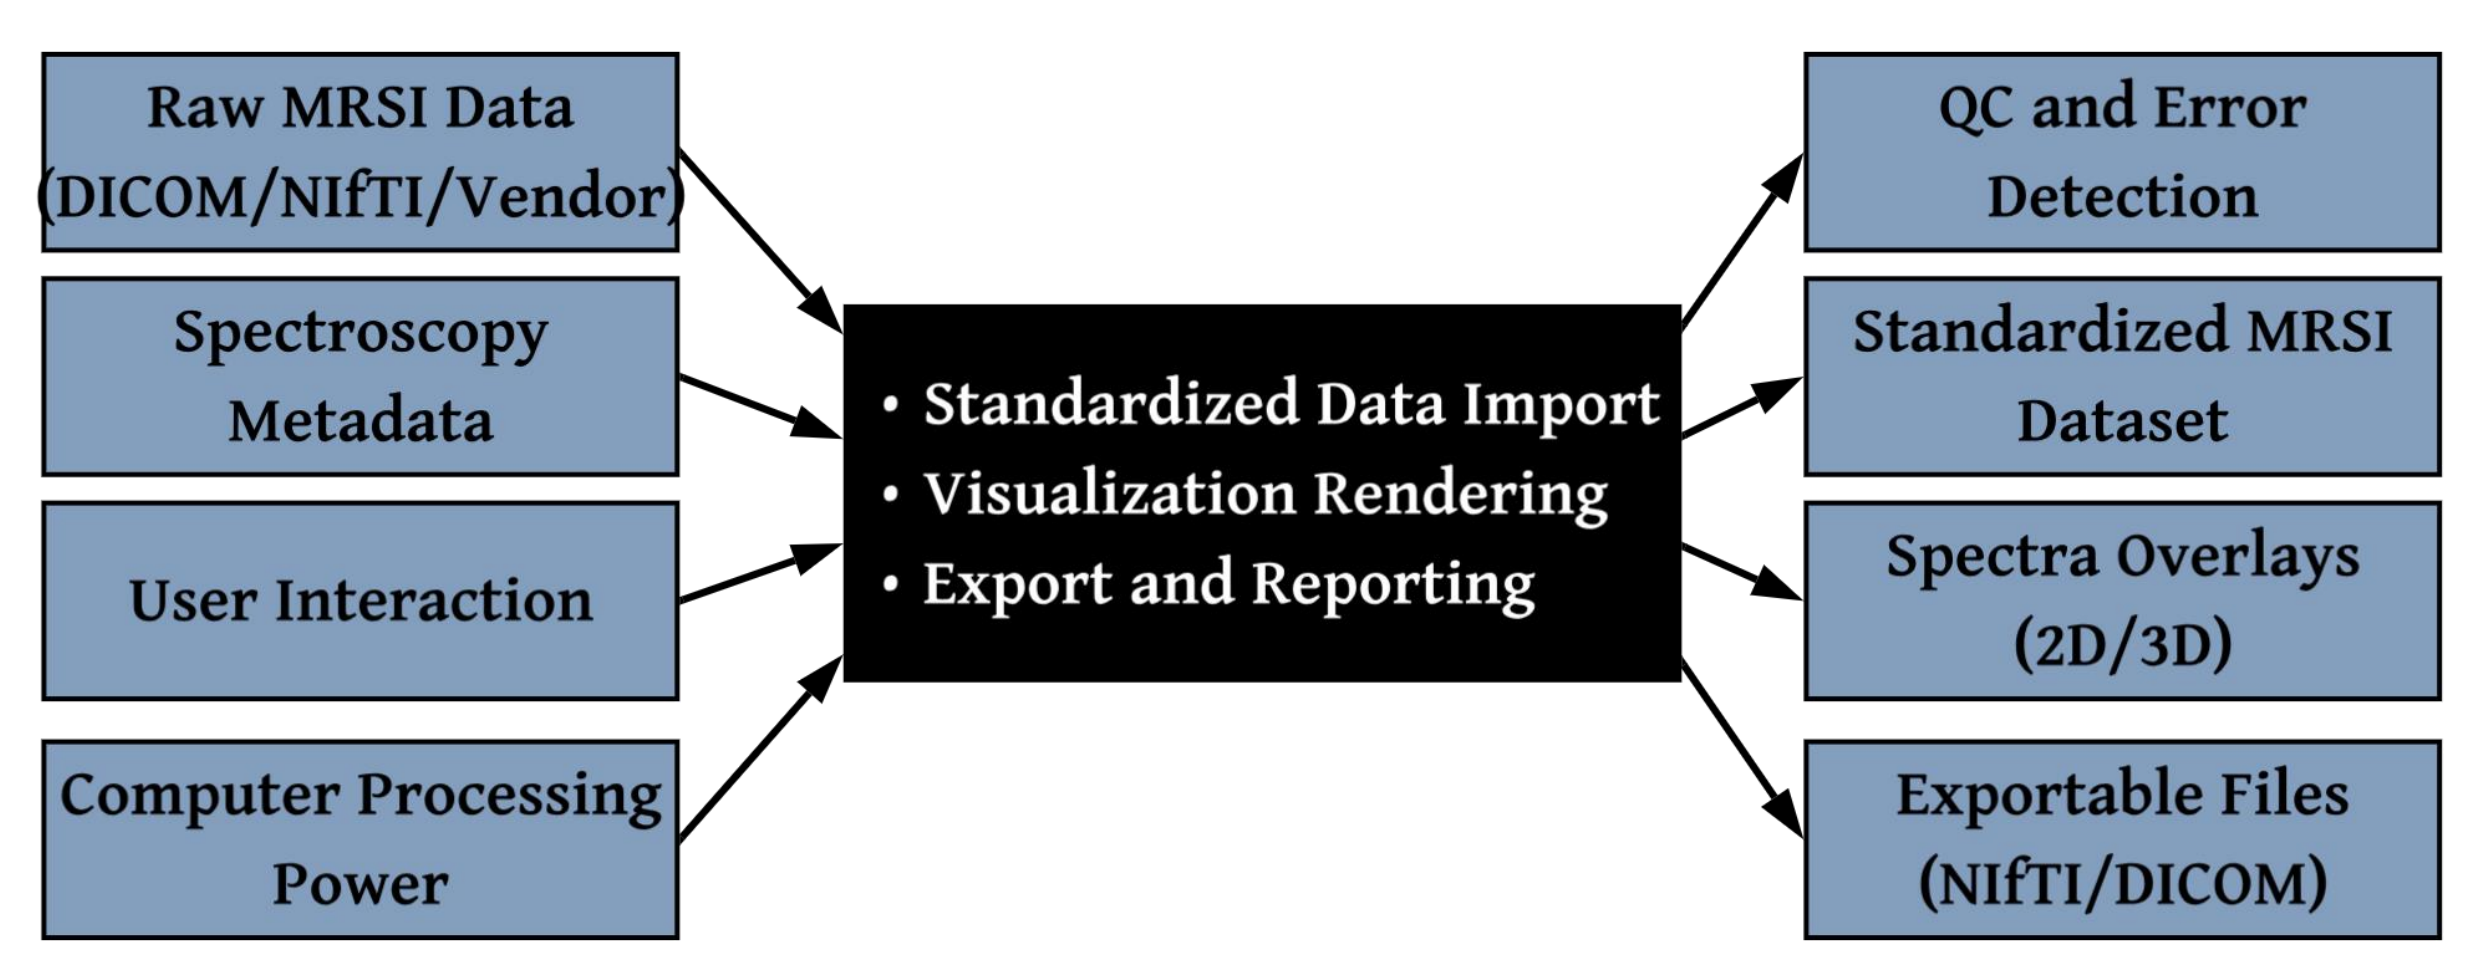 Raw MRSI Data
(DICOM/NIfTI/Vendor)
Spectroscopy
Metadata
User Interaction
Computer Processing
Power
• Standardized Data Import
• Visualization Rendering
• Export and Reporting
QC and Error
Detection
Standardized MRSI
Dataset
Spectra Overlays
(2D/3D)
Exportable Files
(NIfTI/DICOM)